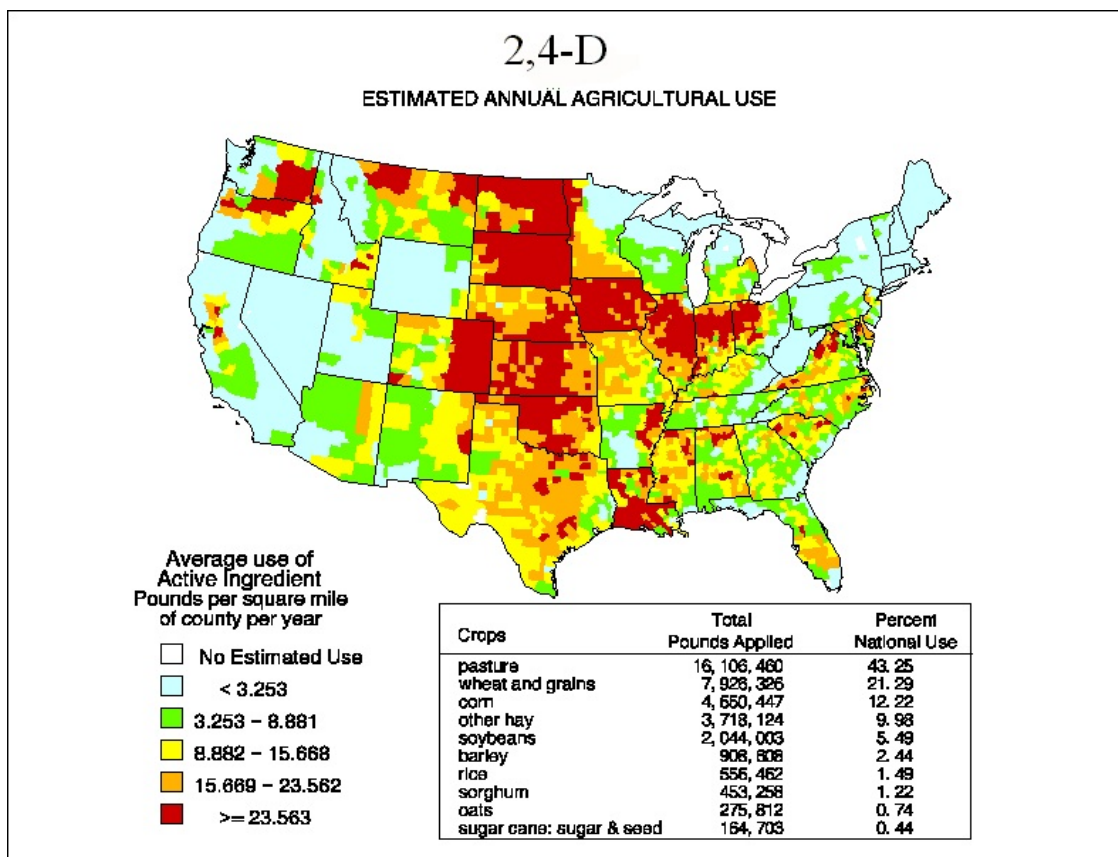 2,4-D
ESTIMATED ANNUAL AGRICULTURAL USE
Average use of
Active Ingredient
Pounds per square mile
of county per year
No Estimated Use
< 3.253
3.253 – 8.881
8.882 – 15.668
15.669 – 23.562
>= 23.563
Crops Total Pounds Applied Percent National Use
pasture 16, 106, 460 43. 25
wheat and grains 7, 926, 326 21. 29
corn 4, 550, 447 12. 22
other hay 3, 718, 124 9. 98
soybeans 2, 044, 003 5. 49
barley 908, 608 2. 44
rice 556, 462 1. 49
sorghum 453, 258 1. 22
oats 275, 812 0. 74
sugar cane: sugar & seed 164, 703 0. 44